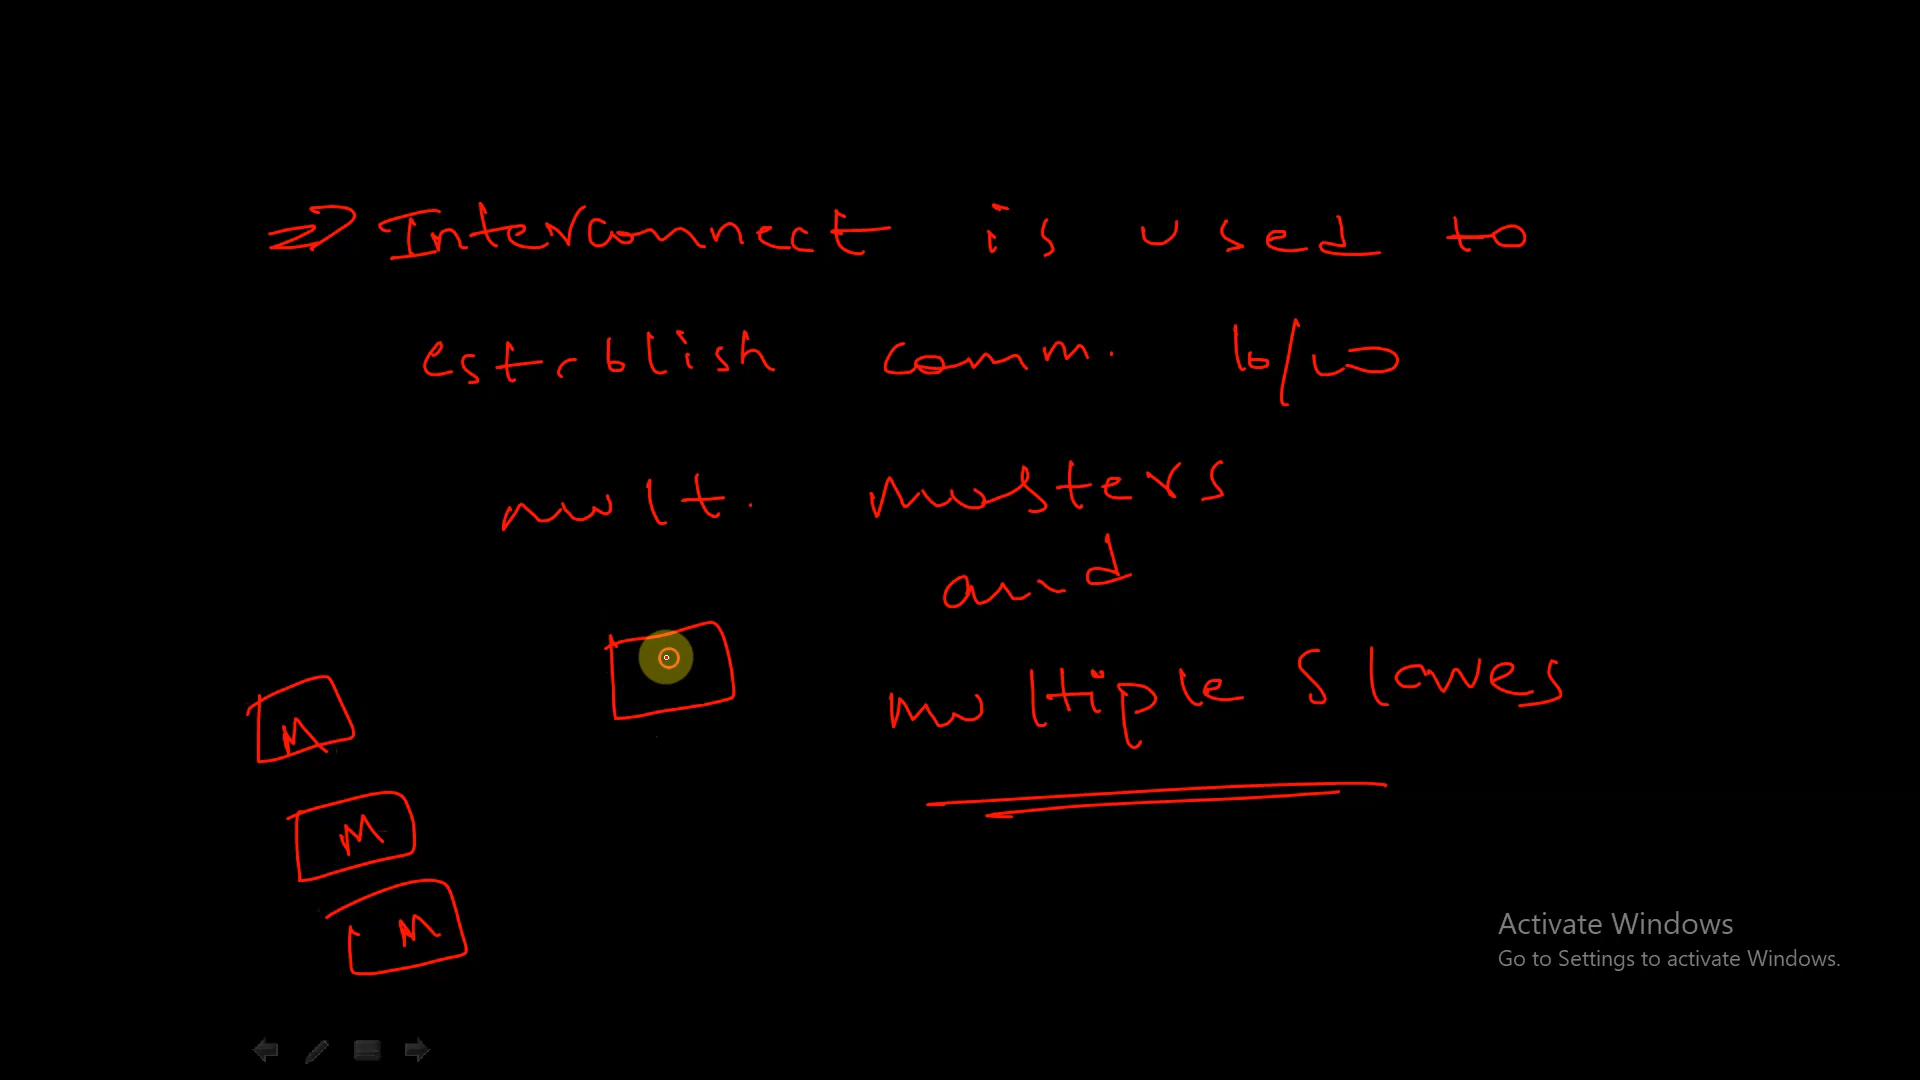 ⇒ Interconnect is used to
establish comm. b/w
mult. masters
and
multiple Slaves
M
M
M
Activate Windows
Go to Settings to activate Windows.